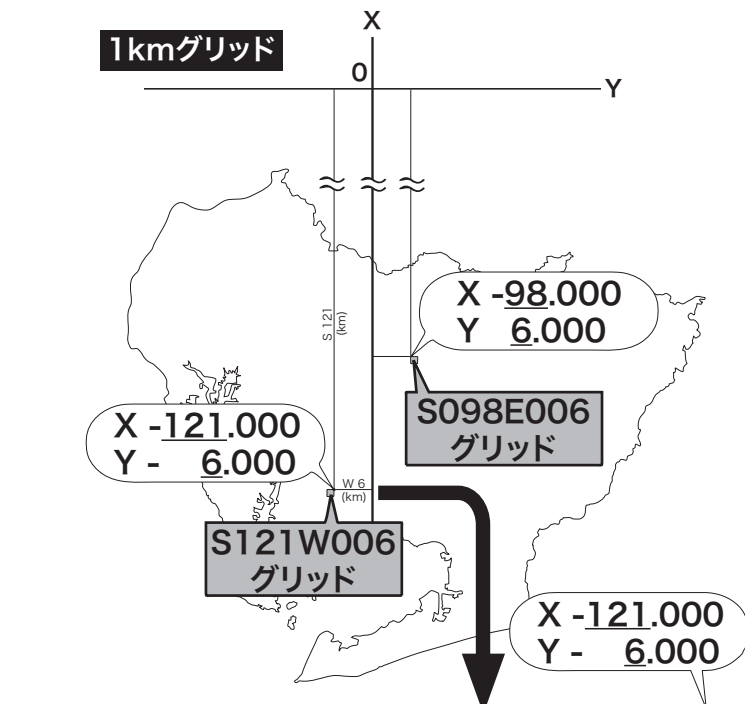 1kmグリッド
X
0
Y
S 121
(km)
X -98.000
Y 6.000
S098E006
グリッド
X -121.000
Y - 6.000
W 6
(km)
S121W006
グリッド
X -121.000
Y - 6.000